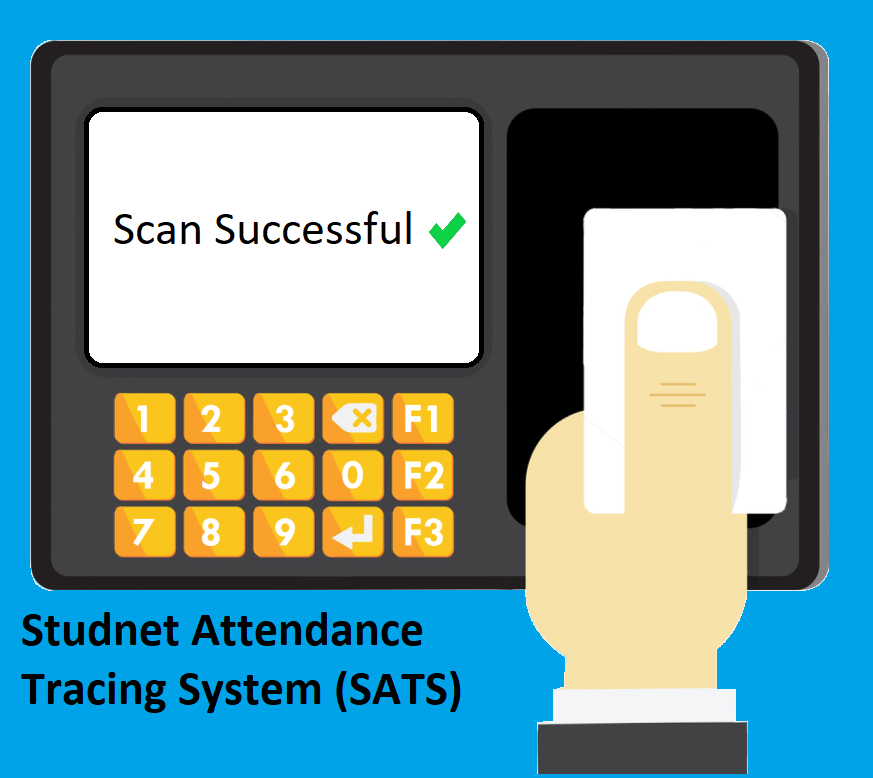 Scan Successful
1 2 3 F1
4 5 6 0 F2
7 8 9 F3
Studnet Attendance
Tracing System (SATS)